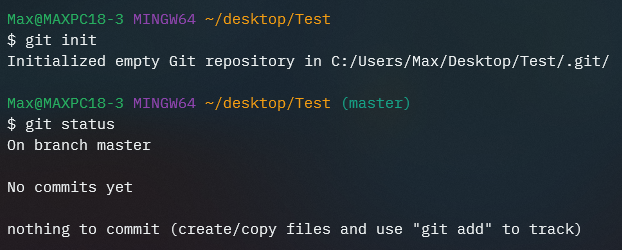 Max@MAXPC18-3 MINGW64 ~/desktop/Test
$ git init
Initialized empty Git repository in C:/Users/Max/Desktop/Test/.git/
Max@MAXPC18-3 MINGW64 ~/desktop/Test (master)
$ git status
On branch master
No commits yet
nothing to commit (create/copy files and use "git add" to track)